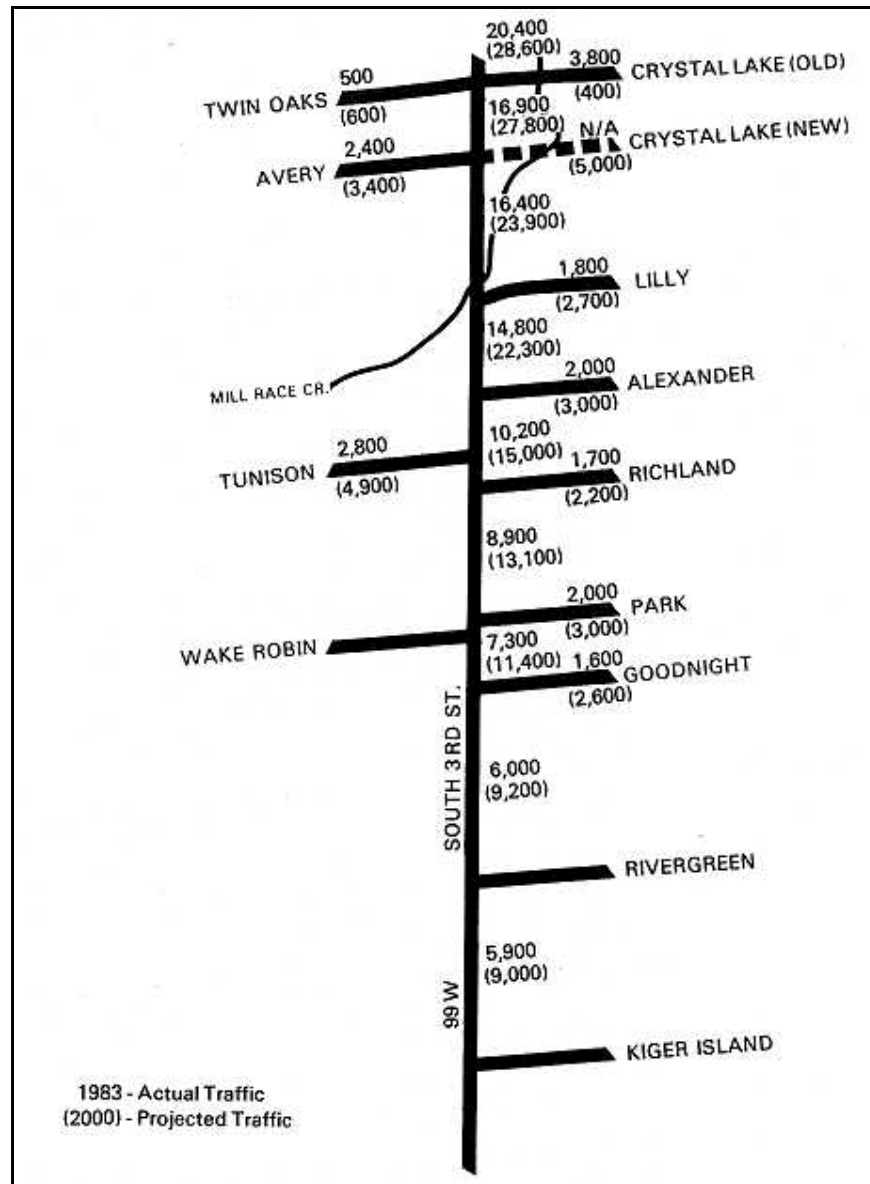 20,400
(28,600)
500
3,800
CRYSTAL LAKE (OLD)
TWIN OAKS
(600)
(400)
16,900
(27,800)
N/A
CRYSTAL LAKE (NEW)
2,400
AVERY
(3,400)
(5,000)
16,400
(23,900)
1,800
LILLY
(2,700)
14,800
(22,300)
2,000
ALEXANDER
(3,000)
MILL RACE CR.
10,200
(15,000)
2,800
TUNISON
(4,900)
1,700
RICHLAND
(2,200)
8,900
(13,100)
2,000
PARK
(3,000)
WAKE ROBIN
7,300
(11,400)
1,600
GOODNIGHT
(2,600)
SOUTH 3RD ST.
6,000
(9,200)
RIVERGREEN
5,900
(9,000)
99W
KIGER ISLAND
1983 - Actual Traffic
(2000) - Projected Traffic